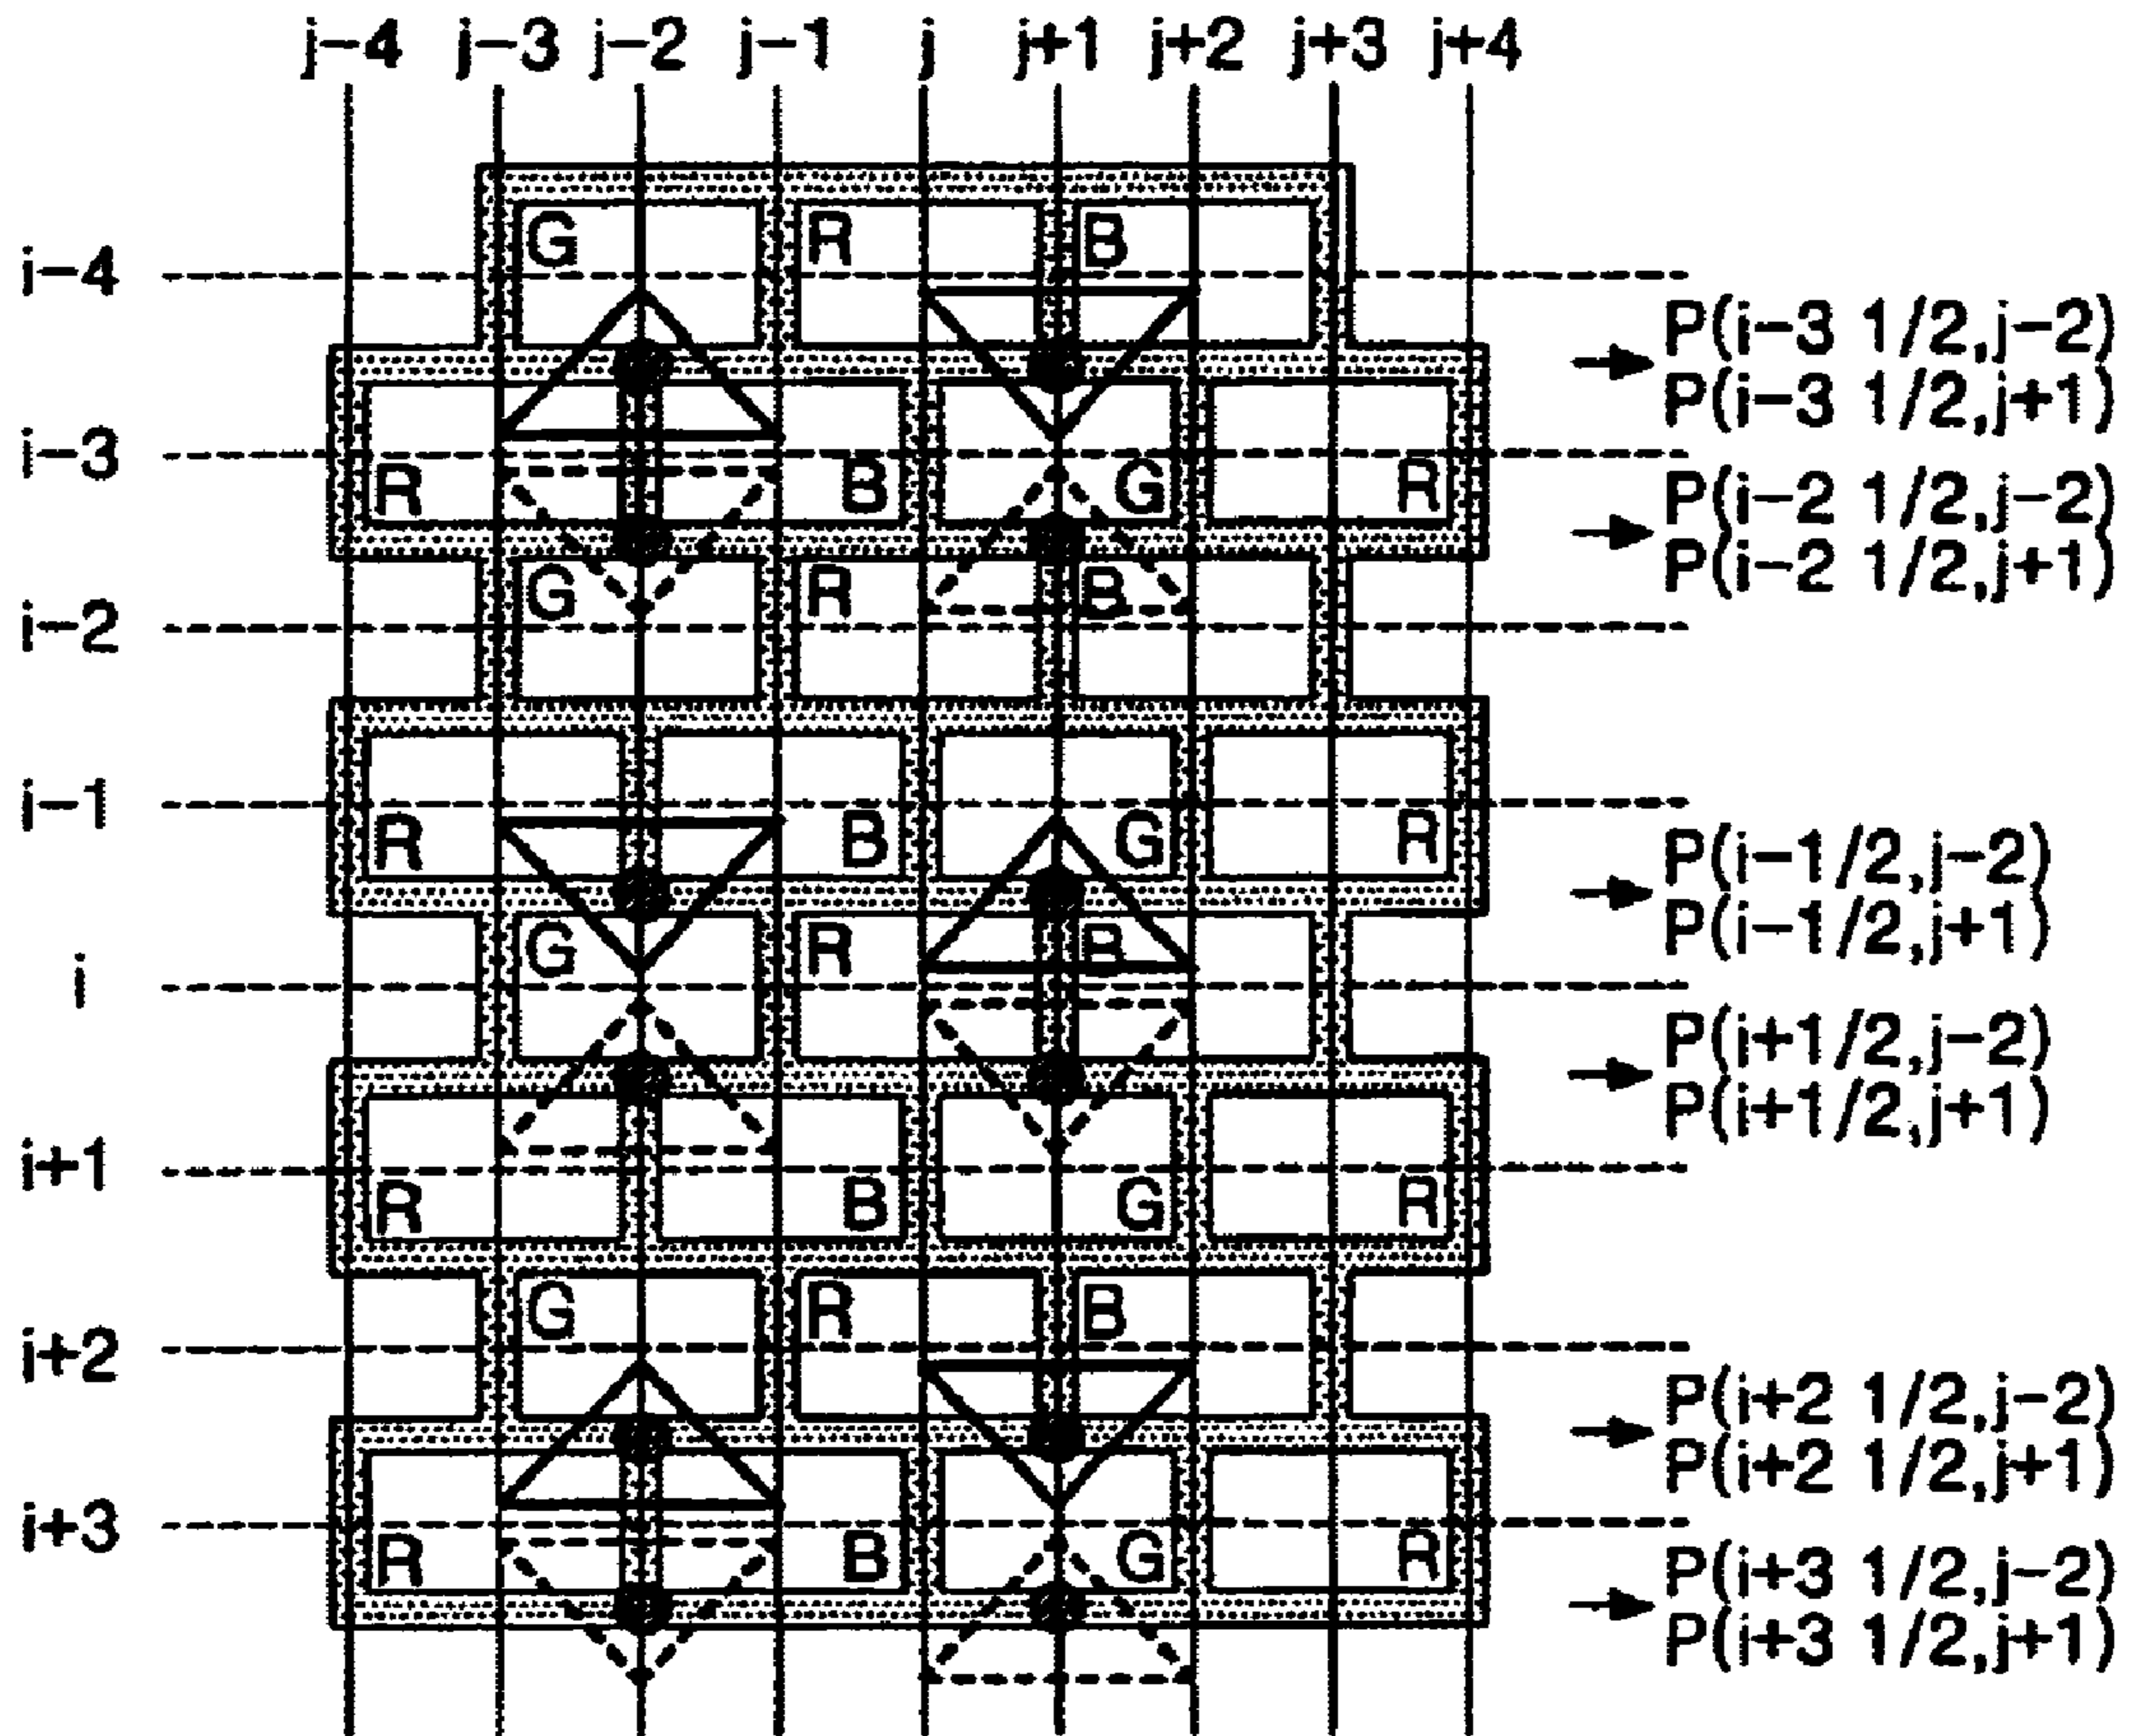 j-4 j-3 j-2 j-1 j j+1 j+2 j+3 j+4
G R B
i-4
P(i-3 1/2,j-2)
P(i-3 1/2,j+1)
i-3
R B G R
P(i-2 1/2,j-2)
P(i-2 1/2,j+1)
G R B
i-2
i-1
R B G R
P(i-1/2,j-2)
P(i-1/2,j+1)
G R B
i
P(i+1/2,j-2)
P(i+1/2,j+1)
i+1
R B G R
G R B
i+2
P(i+2 1/2,j-2)
P(i+2 1/2,j+1)
i+3
R B G R
P(i+3 1/2,j-2)
P(i+3 1/2,j+1)